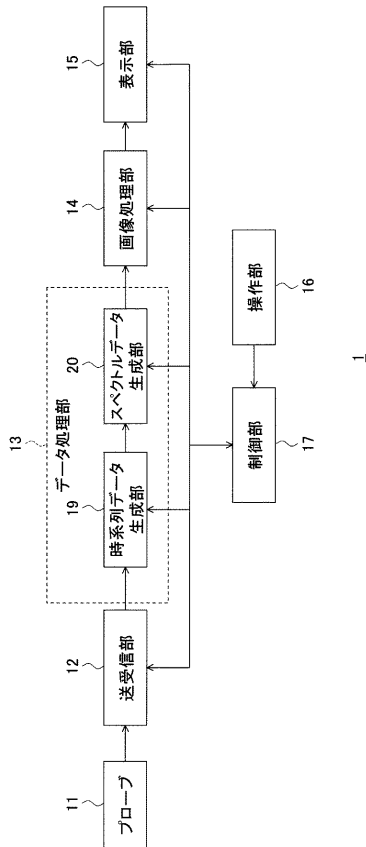 11
プローブ
12
送受信部
13
データ処理部
19
時系列データ
生成部
20
スペクトルデータ
生成部
14
画像処理部
15
表示部
17
制御部
16
操作部
1